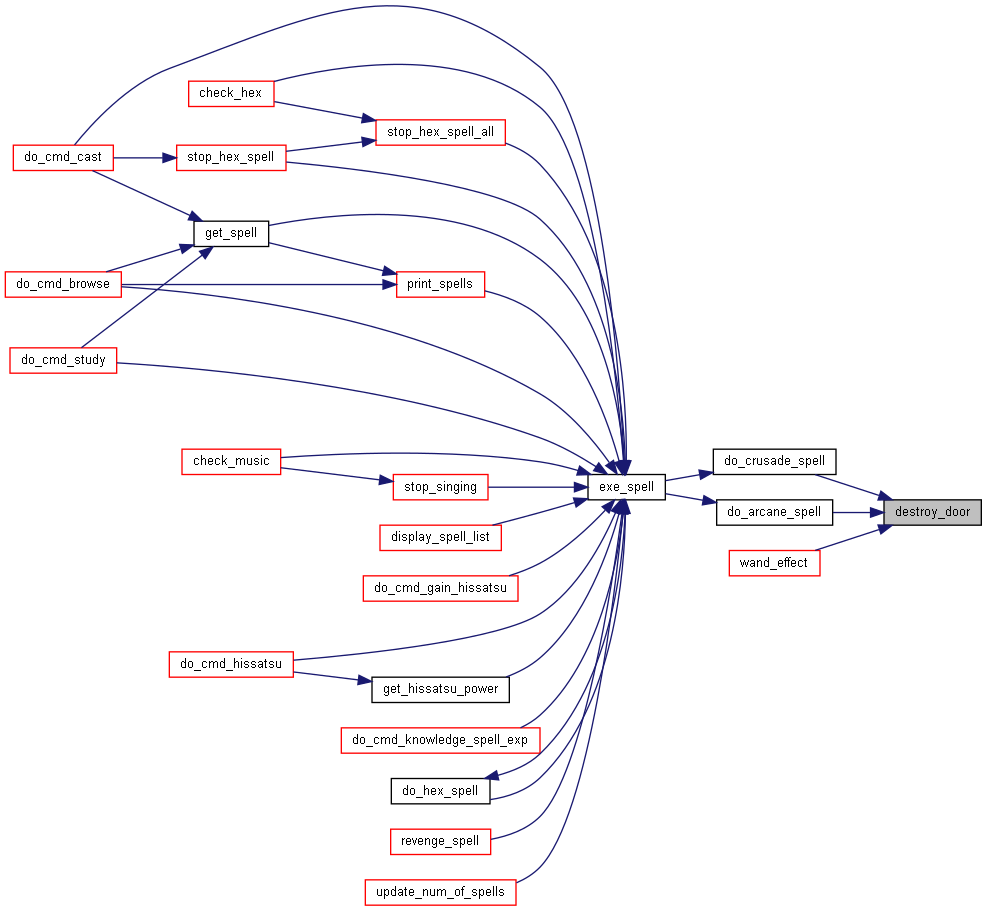 check_hex
stop_hex_spell_all
do_cmd_cast
stop_hex_spell
get_spell
do_cmd_browse
print_spells
do_cmd_study
check_music
do_crusade_spell
stop_singing
exe_spell
do_arcane_spell
destroy_door
display_spell_list
wand_effect
do_cmd_gain_hissatsu
do_cmd_hissatsu
get_hissatsu_power
do_cmd_knowledge_spell_exp
do_hex_spell
revenge_spell
update_num_of_spells